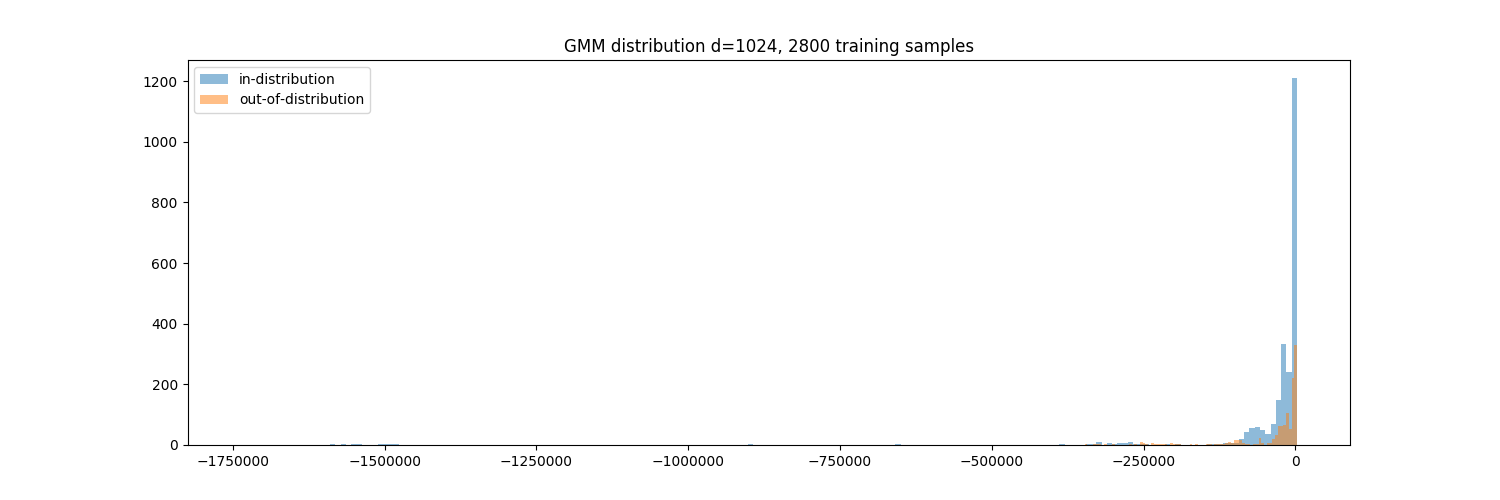 GMM distribution d=1024, 2800 training samples
in-distribution
out-of-distribution
1200
1000
800
600
400
200
0
−1750000 −1500000 −1250000 −1000000 −750000 −500000 −250000 0